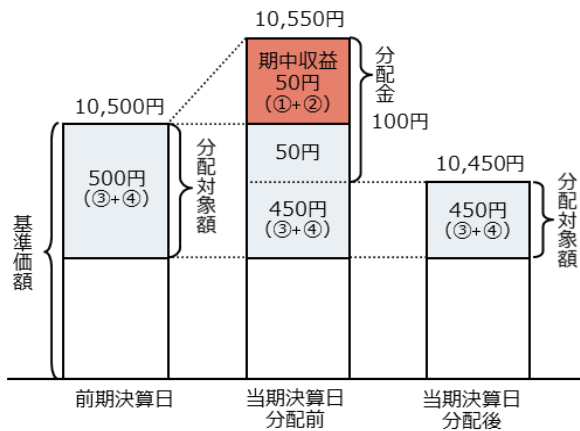 10,550円
期中収益
50円
(①+②)
分配金
100円
10,500円
500円
(③+④)
分配対象額
50円
450円
(③+④)
10,450円
450円
(③+④)
分配対象額
基準価額
前期決算日
当期決算日
分配前
当期決算日
分配後